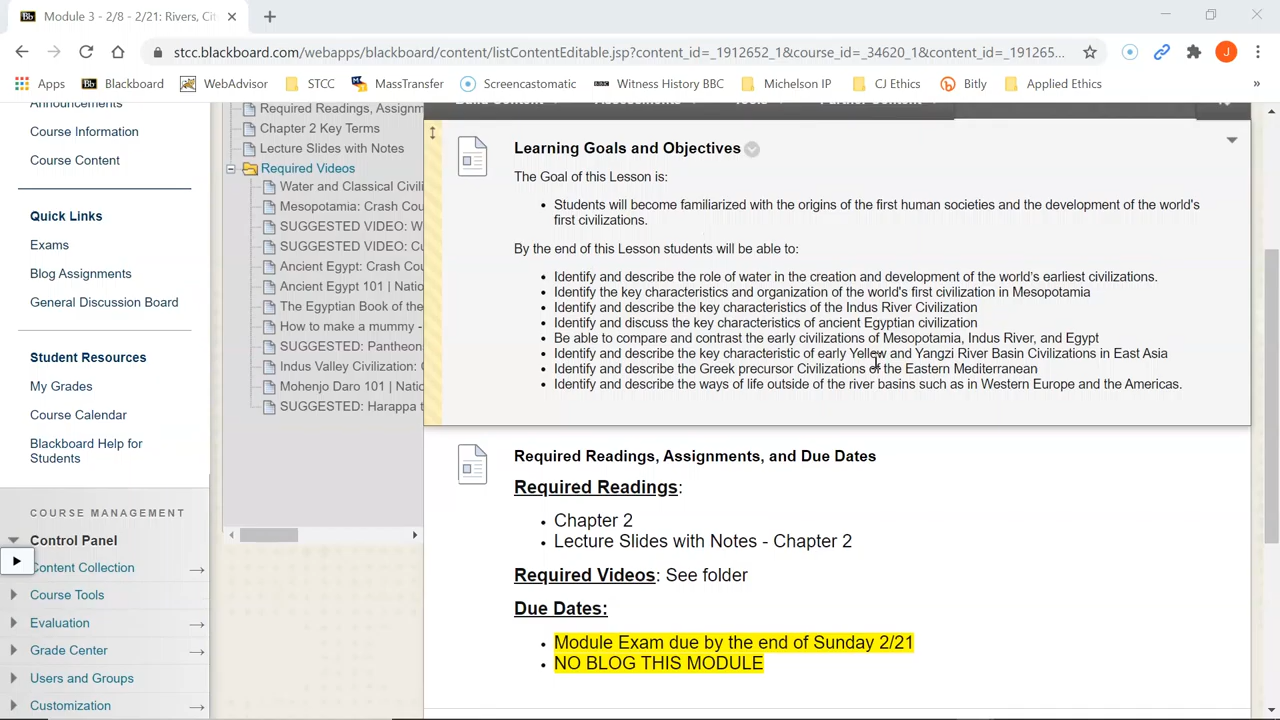 Module 3 - 2/8 - 2/21: Rivers, Cit
stcc.blackboard.com/webapps/blackboard/content/listContentEditable.jsp?content_id=_1912652_1&course_id=_34620_1&content_id=_191265...
J
Apps Bb Blackboard WebAdvisor STCC MassTransfer Screencastomatic Witness History BBC Michelson IP CJ Ethics Bitly Applied Ethics »
Announcements
Course Information
Course Content
Quick Links
Exams
Blog Assignments
General Discussion Board
Student Resources
My Grades
Course Calendar
Blackboard Help for
Students
COURSE MANAGEMENT
Control Panel
Content Collection
Course Tools
Evaluation
Grade Center
Users and Groups
Customization
Required Readings, Assignm
Chapter 2 Key Terms
Lecture Slides with Notes
Required Videos
Water and Classical Civili
Mesopotamia: Crash Cou
SUGGESTED VIDEO: W
SUGGESTED VIDEO: Cu
Ancient Egypt: Crash Cou
Ancient Egypt 101 | Natio
The Egyptian Book of the
How to make a mummy -
SUGGESTED: Pantheon
Indus Valley Civilization:
Mohenjo Daro 101 | Natio
SUGGESTED: Harappa t
Learning Goals and Objectives
The Goal of this Lesson is:
• Students will become familiarized with the origins of the first human societies and the development of the world's
first civilizations.
By the end of this Lesson students will be able to:
• Identify and describe the role of water in the creation and development of the world's earliest civilizations.
• Identify the key characteristics and organization of the world's first civilization in Mesopotamia
• Identify and describe the key characteristics of the Indus River Civilization
• Identify and discuss the key characteristics of ancient Egyptian civilization
• Be able to compare and contrast the early civilizations of Mesopotamia, Indus River, and Egypt
• Identify and describe the key characteristic of early Yellow and Yangzi River Basin Civilizations in East Asia
• Identify and describe the Greek precursor Civilizations of the Eastern Mediterranean
• Identify and describe the ways of life outside of the river basins such as in Western Europe and the Americas.
Required Readings, Assignments, and Due Dates
Required Readings:
• Chapter 2
• Lecture Slides with Notes - Chapter 2
Required Videos: See folder
Due Dates:
• Module Exam due by the end of Sunday 2/21
• NO BLOG THIS MODULE